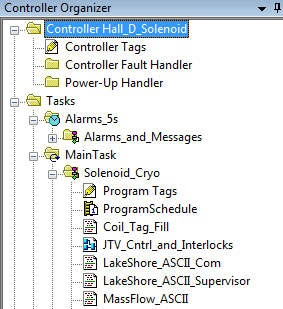 Controller Organizer
Controller Hall_D_Solenoid
Controller Tags
Controller Fault Handler
Power-Up Handler
Tasks
Alarms_5s
Alarms_and_Messages
MainTask
Solenoid_Cryo
Program Tags
ProgramSchedule
Coil_Tag_Fill
JTV_Cntrl_and_Interlocks
LakeShore_ASCII_Com
LakeShore_ASCII_Supervisor
MassFlow_ASCII